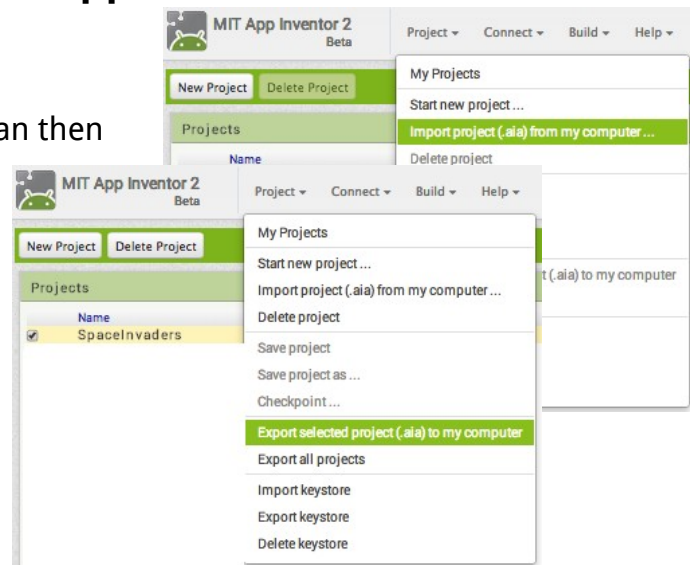 pp
an then
MIT App Inventor 2
Beta
Project Connect Build Help
New Project Delete Project
My Projects
Start new project ...
Import project (.aia) from my computer ...
Delete project
Projects
Name
t (.aia) to my computer
MIT App Inventor 2
Beta
Project Connect Build Help
New Project Delete Project
Projects
Name
SpaceInvaders
My Projects
Start new project ...
Import project (.aia) from my computer ...
Delete project
Save project
Save project as ...
Checkpoint ...
Export selected project (.aia) to my computer
Export all projects
Import keystore
Export keystore
Delete keystore